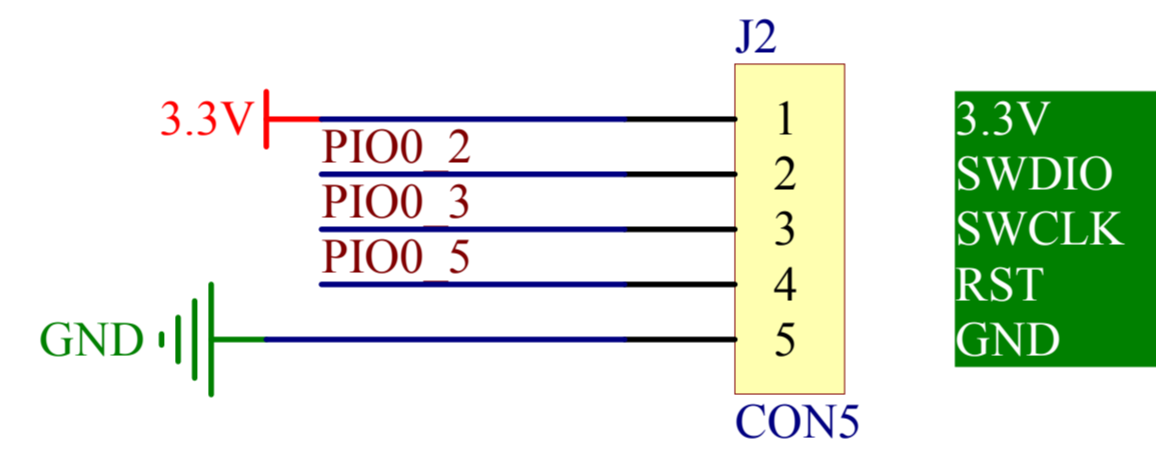 J2
3.3V 1 3.3V
PIO0_2 2 SWDIO
PIO0_3 3 SWCLK
PIO0_5 4 RST
GND 5 GND
CON5